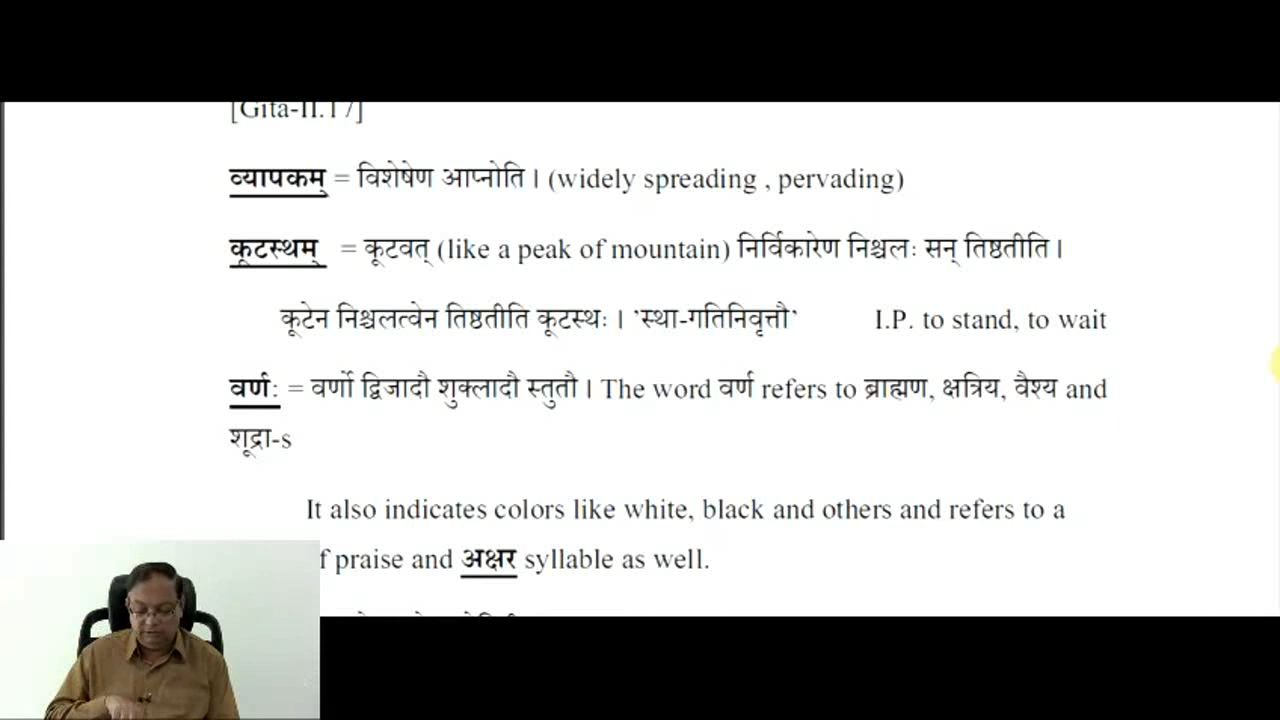 [Gita-II.17]
व्यापकम् = विशेषेण आप्नोति । (widely spreading , pervading)
कूटस्थम् = कूटवत् (like a peak of mountain) निर्विकारेण निश्चलः सन् तिष्ठतीति ।
कूटेन निश्चलत्वेन तिष्ठतीति कूटस्थः । 'स्था-गतिनिवृत्तौ' I.P. to stand, to wait
वर्ण: = वर्णो द्विजादौ शुक्लादौ स्तुतौ । The word वर्ण refers to ब्राह्मण, क्षत्रिय, वैश्य and
शूद्रा-s
It also indicates colors like white, black and others and refers to a
f praise and अक्षर syllable as well.